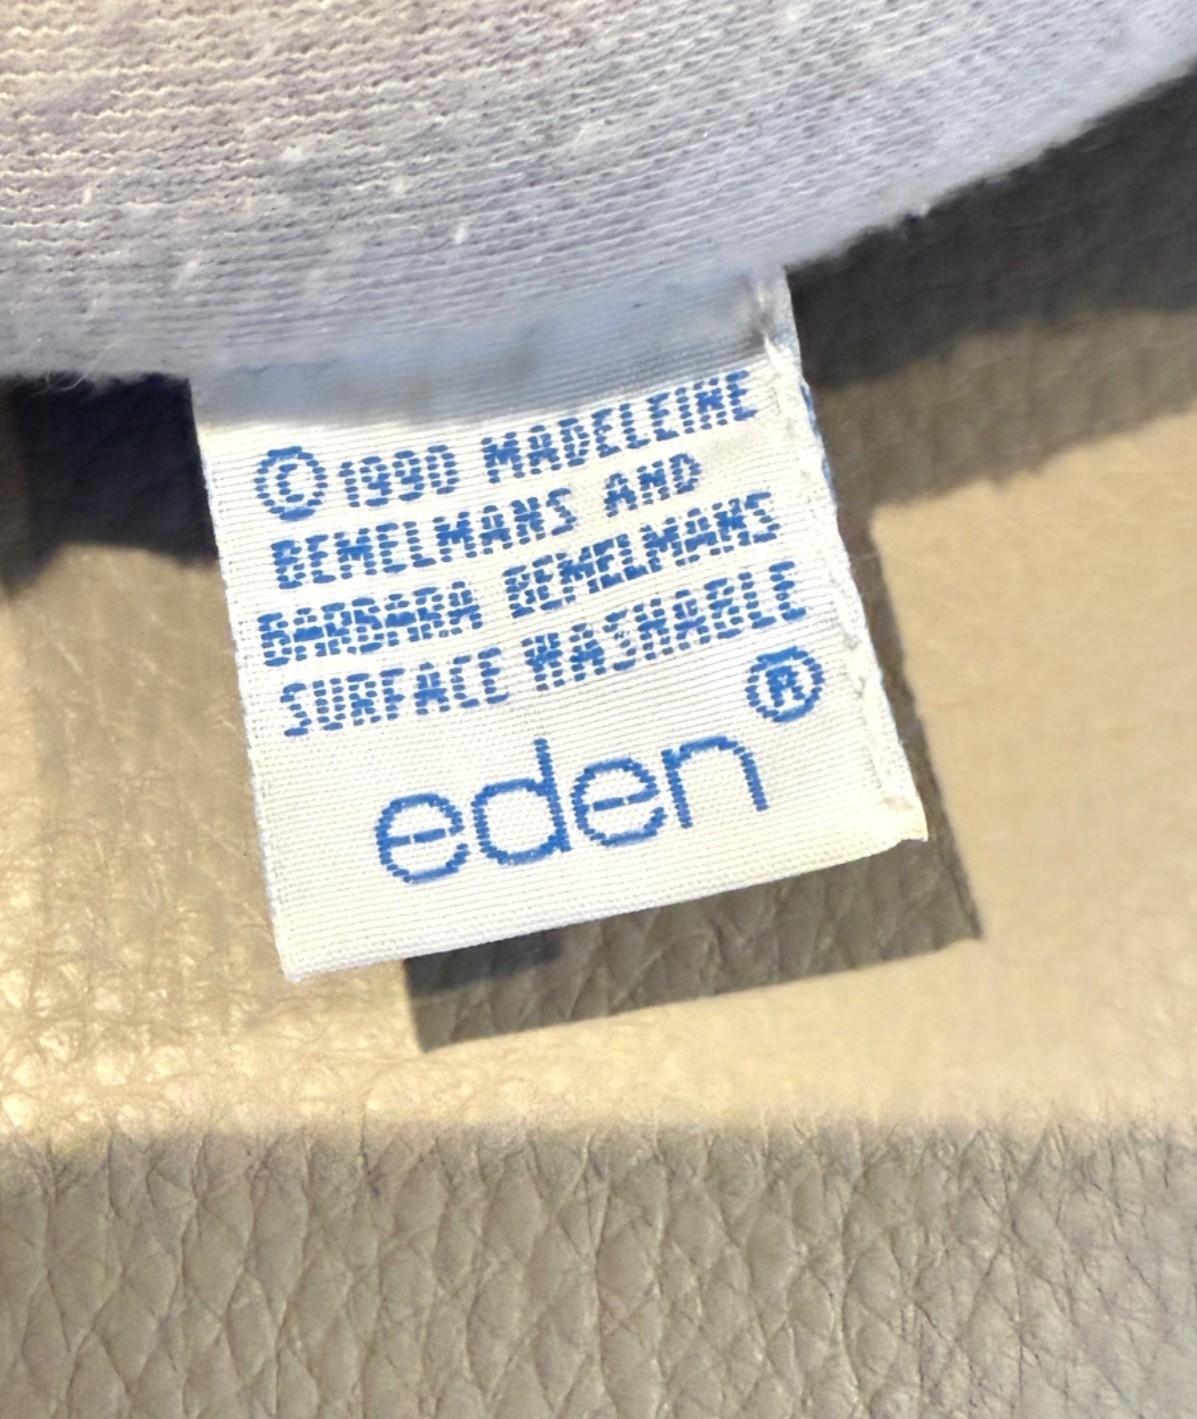 © 1990 MADELEINE
BEMELMANS AND
BARBARA BEMELMANS
SURFACE WASHABLE
eden ®